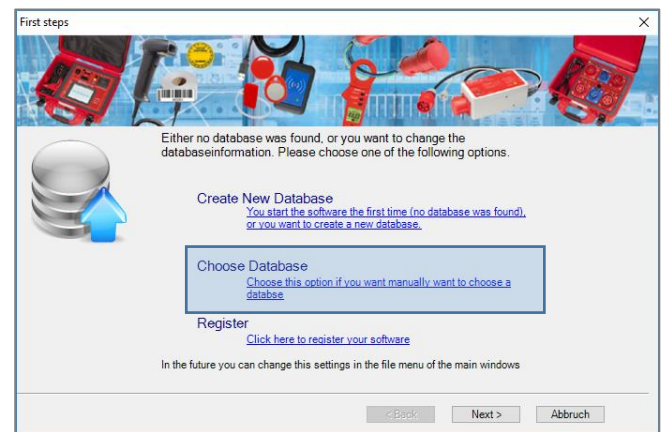 First steps
Either no database was found, or you want to change the
databaseinformation. Please choose one of the following options.
Create New Database
You start the software the first time (no database was found),
or you want to create a new database.
Choose Database
Choose this option if you want manually want to choose a
databse
Register
Click here to register your software
In the future you can change this settings in the file menu of the main windows
< Back
Next >
Abbruch